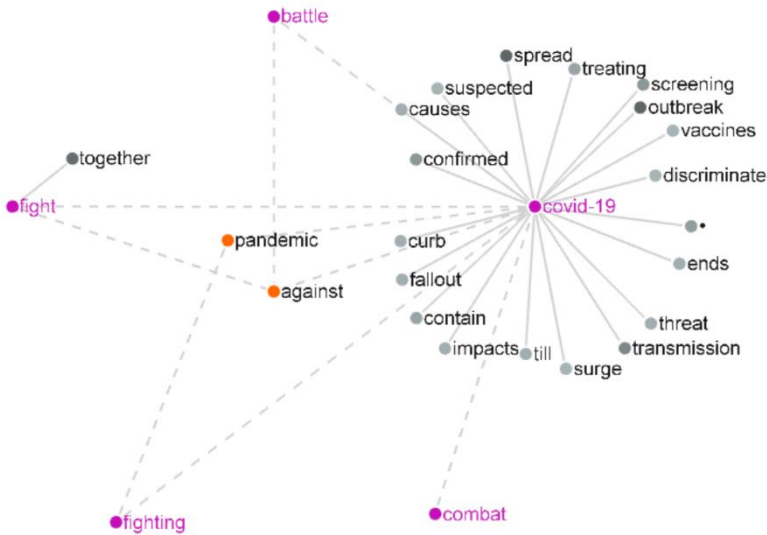 battle
spread
treating
suspected
screening
causes
outbreak
vaccines
together
confirmed
discriminate
fight
covid-19
•
pandemic
curb
ends
fallout
against
contain
threat
impacts
till
transmission
surge
fighting
combat